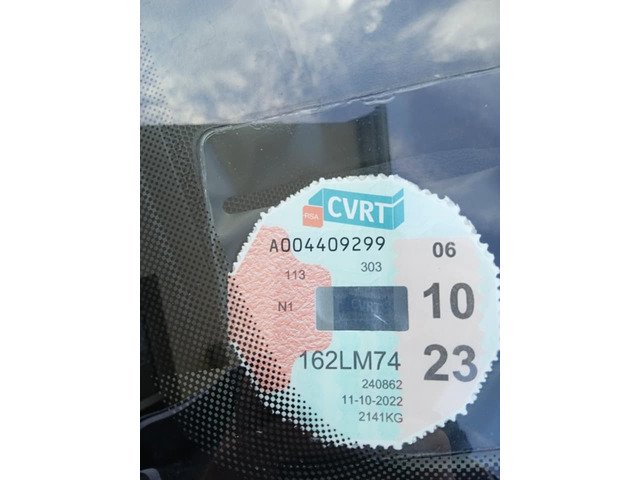 RSA CVRT
A004409299
06
113 303
N1
10
162LM74
23
240862
11-10-2022
2141KG